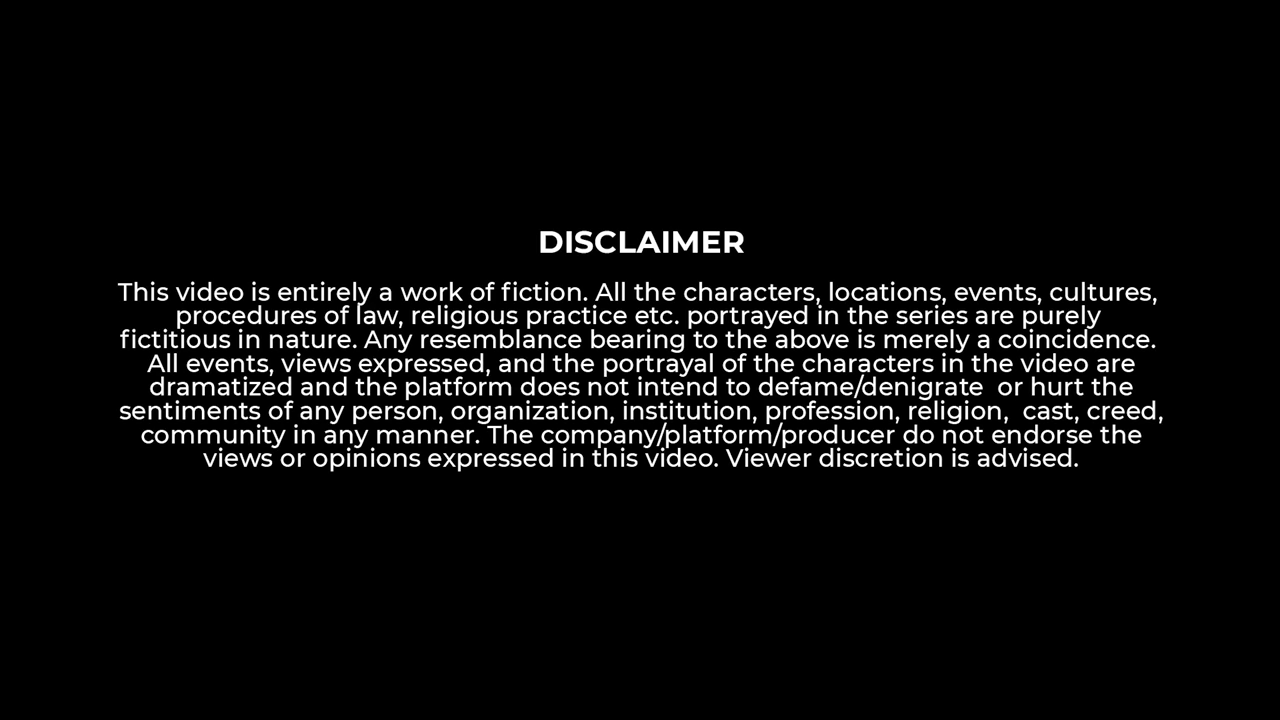 DISCLAIMER
This video is entirely a work of fiction. All the characters, locations, events, cultures,
procedures of law, religious practice etc. portrayed in the series are purely
fictitious in nature. Any resemblance bearing to the above is merely a coincidence.
All events, views expressed, and the portrayal of the characters in the video are
dramatized and the platform does not intend to defame/denigrate  or hurt the
sentiments of any person, organization, institution, profession, religion,  cast, creed,
community in any manner. The company/platform/producer do not endorse the
views or opinions expressed in this video. Viewer discretion is advised.